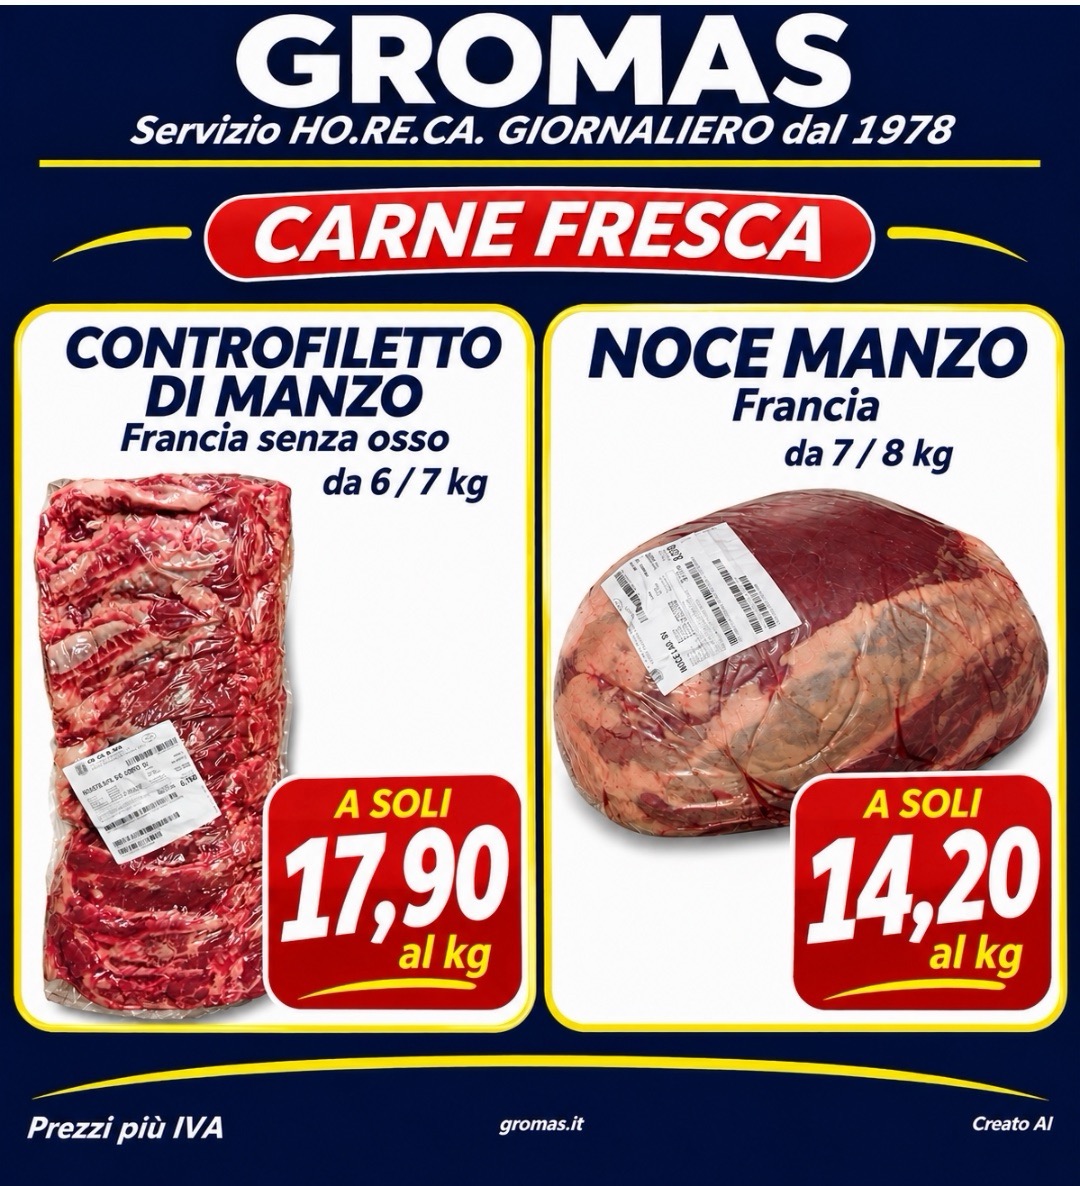 GROMAS
Servizio HO.RE.CA. GIORNALIERO dal 1978
CARNE FRESCA
CONTROFILETTO
DI MANZO
Francia senza osso
da 6 / 7 kg
A SOLI
17,90
al kg
NOCE MANZO
Francia
da 7 / 8 kg
A SOLI
14,20
al kg
Prezzi più IVA
gromas.it
Creato AI